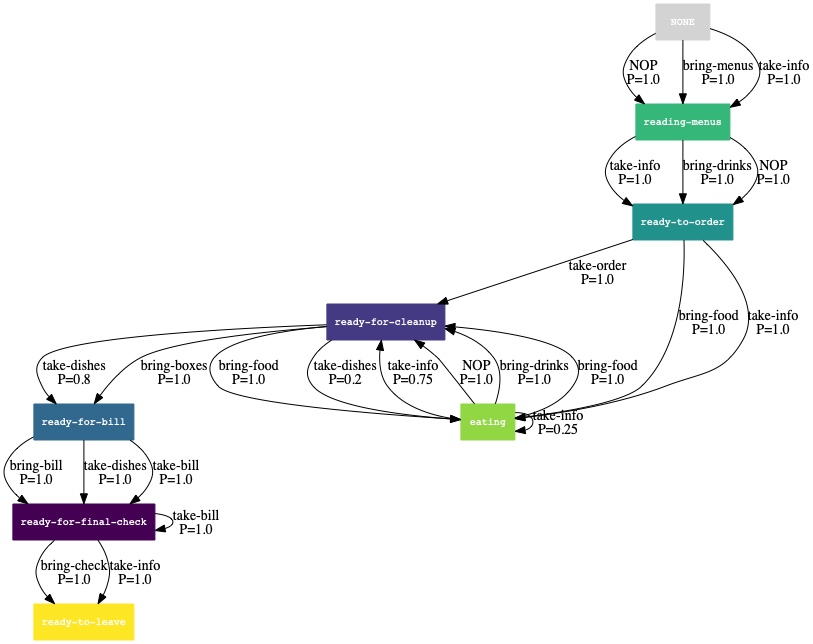 NONE
NOP
P=1.0
bring-menus
P=1.0
take-info
P=1.0
reading-menus
take-info
P=1.0
bring-drinks
P=1.0
NOP
P=1.0
ready-to-order
take-order
P=1.0
bring-food
P=1.0
take-info
P=1.0
ready-for-cleanup
take-dishes
P=0.8
bring-boxes
P=1.0
bring-food
P=1.0
take-dishes
P=0.2
take-info
P=0.75
NOP
P=1.0
bring-drinks
P=1.0
bring-food
P=1.0
ready-for-bill
eating
take-info
P=0.25
bring-bill
P=1.0
take-dishes
P=1.0
take-bill
P=1.0
ready-for-final-check
take-bill
P=1.0
bring-check
P=1.0
take-info
P=1.0
ready-to-leave